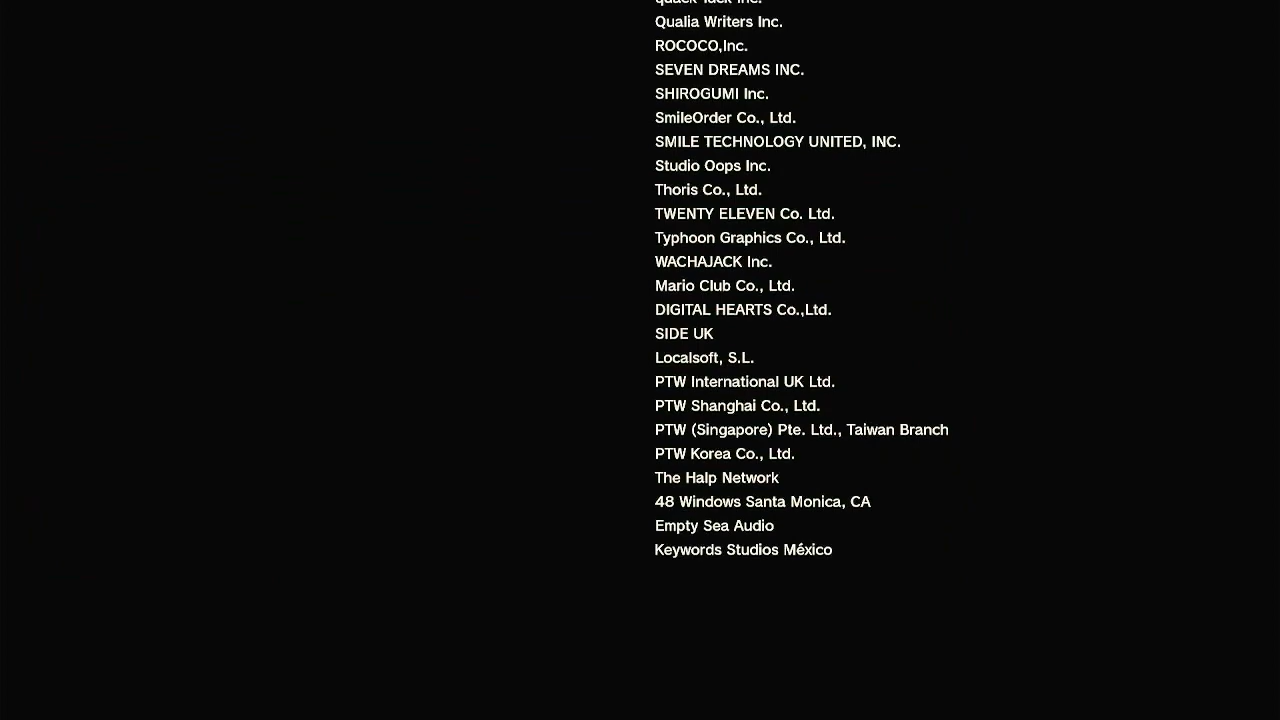 Qualia Writers Inc.
ROCOCO,Inc.
SEVEN DREAMS INC.
SHIROGUMI Inc.
SmileOrder Co., Ltd.
SMILE TECHNOLOGY UNITED, INC.
Studio Oops Inc.
Thoris Co., Ltd.
TWENTY ELEVEN Co. Ltd.
Typhoon Graphics Co., Ltd.
WACHAJACK Inc.
Mario Club Co., Ltd.
DIGITAL HEARTS Co.,Ltd.
SIDE UK
Localsoft, S.L.
PTW International UK Ltd.
PTW Shanghai Co., Ltd.
PTW (Singapore) Pte. Ltd., Taiwan Branch
PTW Korea Co., Ltd.
The Halp Network
48 Windows Santa Monica, CA
Empty Sea Audio
Keywords Studios México